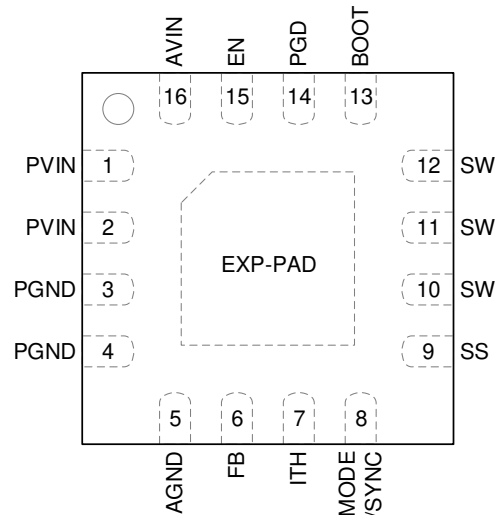 AVIN
EN
PGD
BOOT
16
15
14
13
PVIN 1
12 SW
PVIN 2
11 SW
EXP-PAD
PGND 3
10 SW
PGND 4
9 SS
5
6
7
8
AGND
FB
ITH
MODE
/SYNC